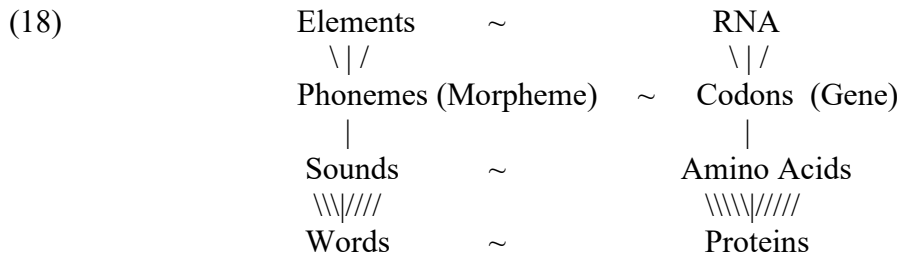 (18) Elements ~ RNA
\ | / \ | /
Phonemes (Morpheme) ~ Codons (Gene)
| |
Sounds ~ Amino Acids
\\\|//// \\\\\|/////
Words ~ Proteins